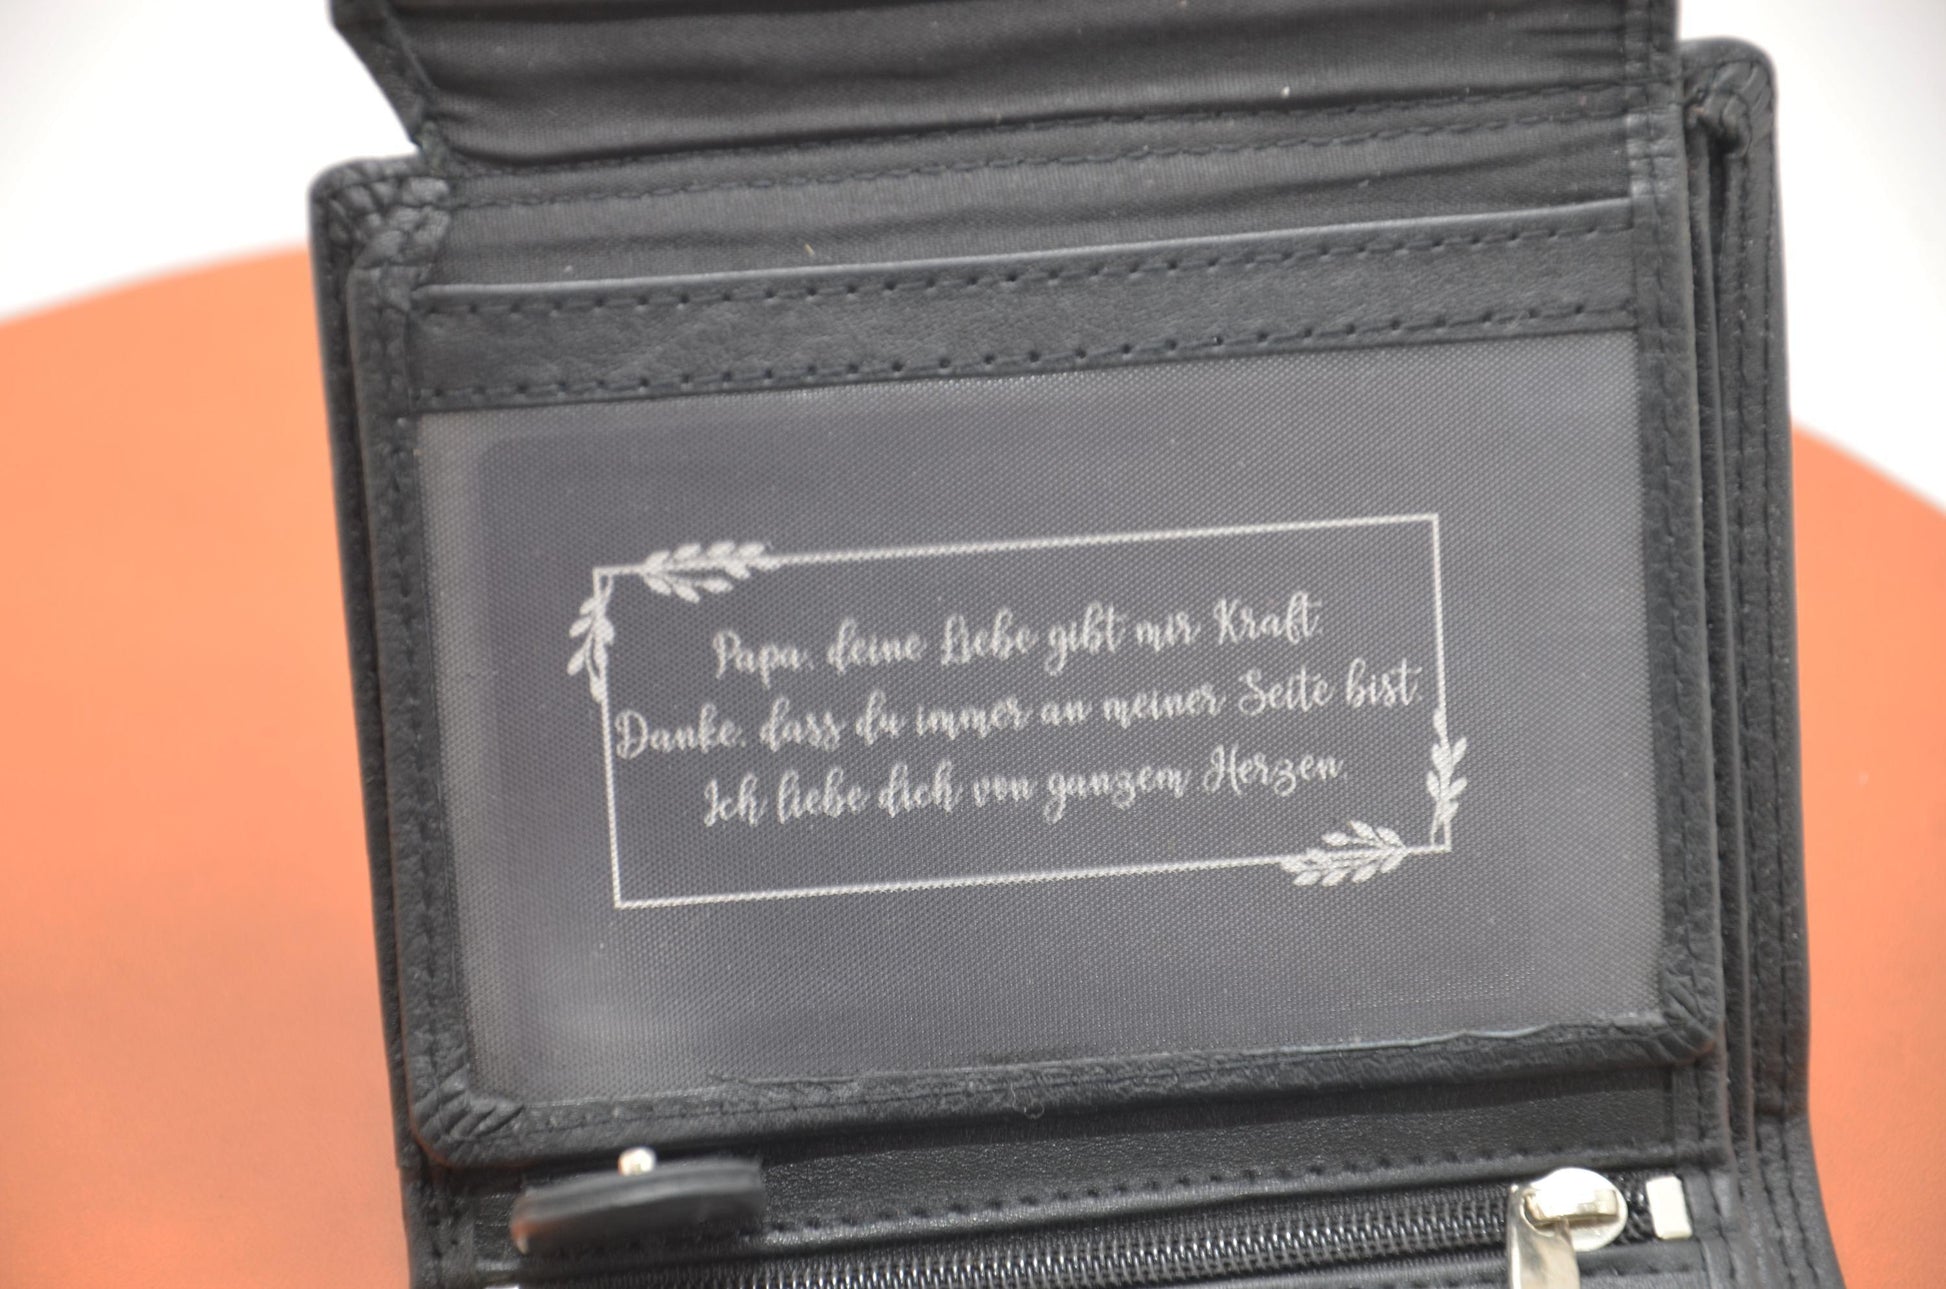 Papa, deine Liebe gibt mir Kraft.
Danke, dass du immer an meiner Seite bist.
Ich liebe dich von ganzem Herzen.